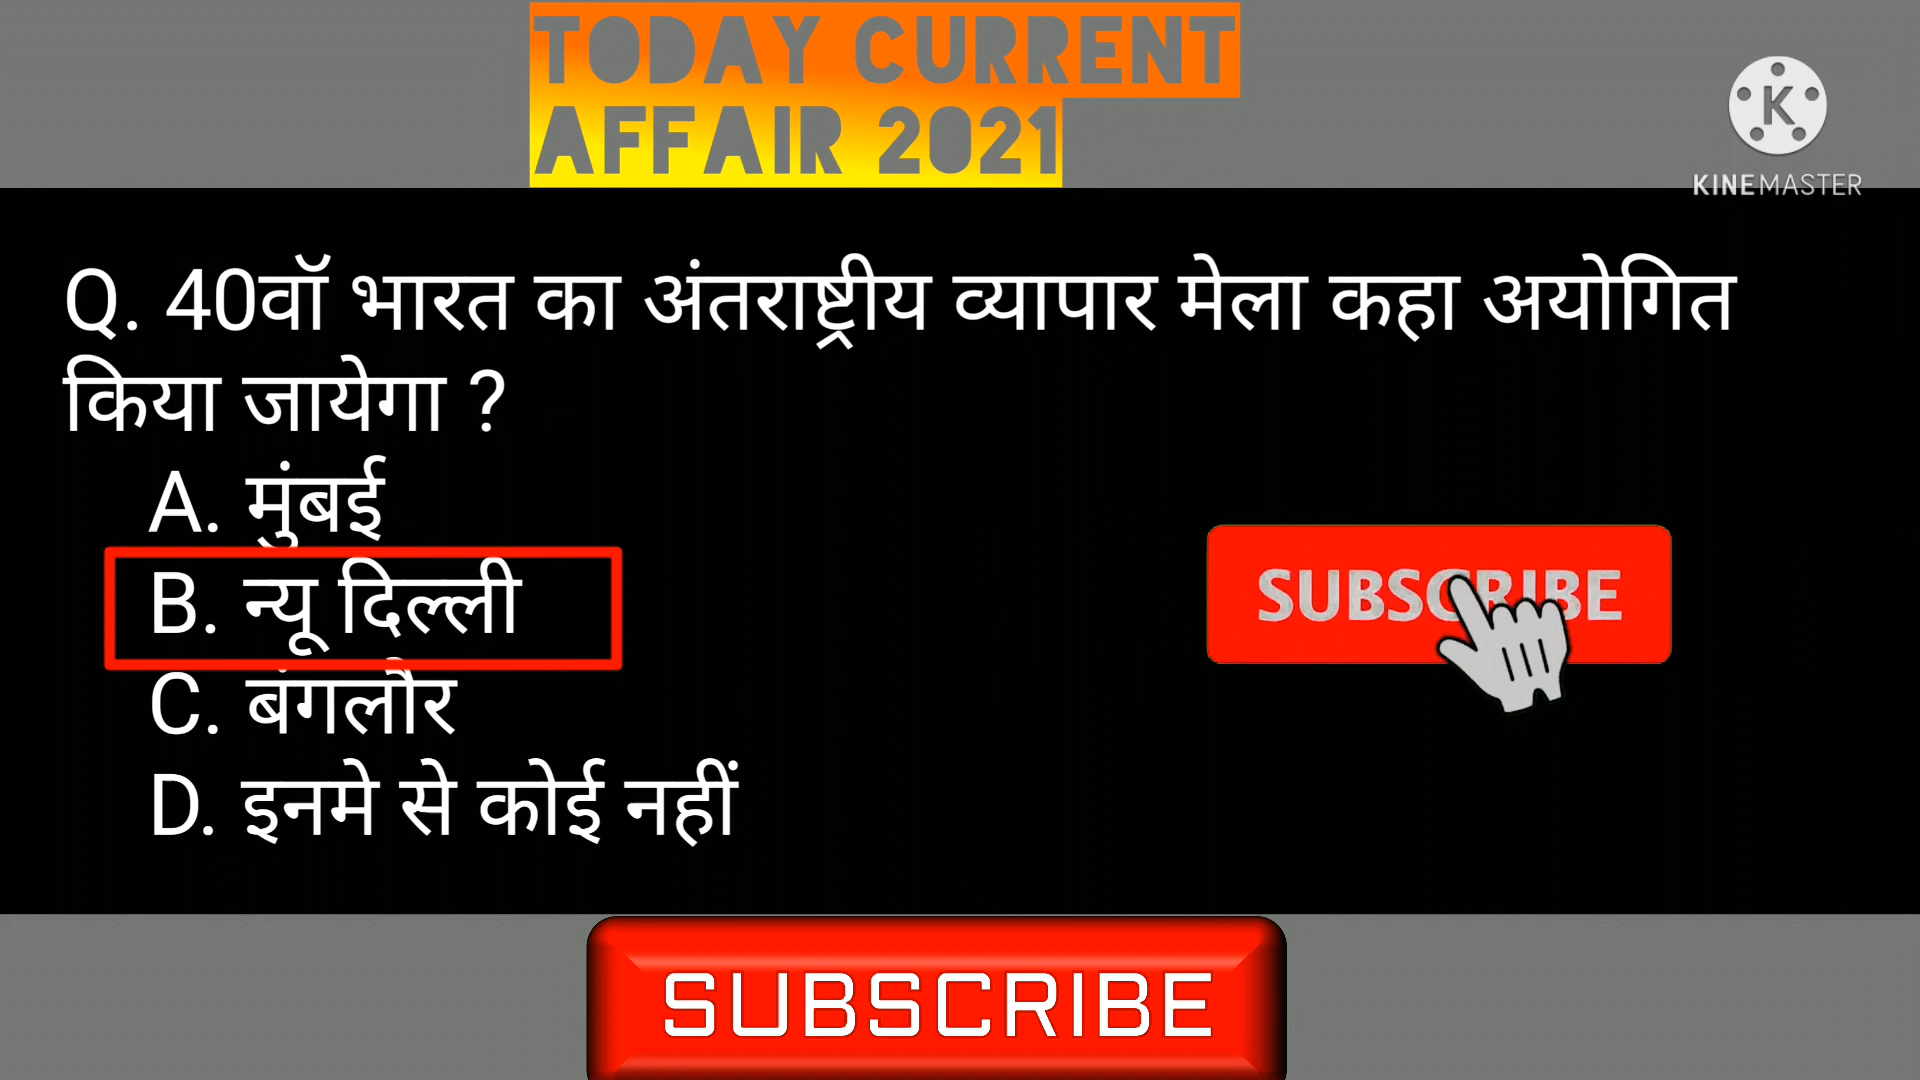 TODAY CURRENT
AFFAIR 2021
K
KINEMASTER
Q. 40वॉ भारत का अंतराष्ट्रीय व्यापार मेला कहा अयोगित
किया जायेगा ?
A. मुंबई
B. न्यू दिल्ली
C. बंगलौर
D. इनमे से कोई नहीं
SUBSCRIBE
SUBSCRIBE